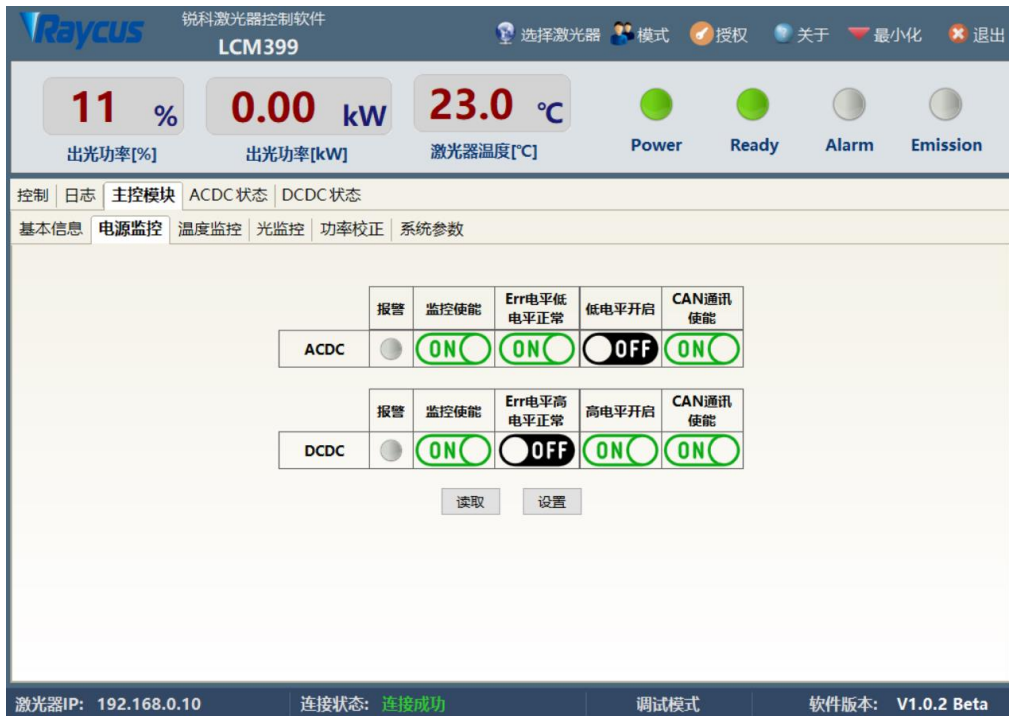 Raycus
锐科激光器控制软件
LCM399
选择激光器 模式 授权 关于 最小化 退出
11 % 0.00 kW 23.0 ℃
出光功率[%] 出光功率[kW] 激光器温度[℃] Power Ready Alarm Emission
控制 日志 主控模块 ACDC状态 DCDC状态
基本信息 电源监控 温度监控 光监控 功率校正 系统参数
报警 监控使能 Err电平低 低电平开启 CAN通讯
电平正常 使能
ACDC ON ON OFF ON
报警 监控使能 Err电平高 高电平开启 CAN通讯
电平正常 使能
DCDC ON OFF ON ON
读取 设置
激光器IP: 192.168.0.10 连接状态: 连接成功 调试模式 软件版本: V1.0.2 Beta